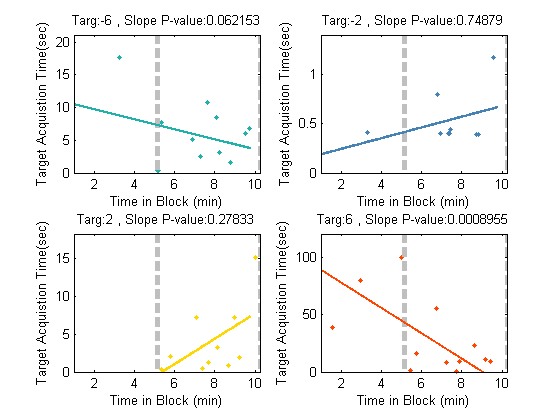 Targ:-6 , Slope P-value:0.062153
Targ:-2 , Slope P-value:0.74879
Target Acquistion Time(sec)
20
15
10
5
0
2 4 6 8 10
Time in Block (min)
Target Acquistion Time(sec)
1
0.5
0
2 4 6 8 10
Time in Block (min)
Targ:2 , Slope P-value:0.27833
Targ:6 , Slope P-value:0.0008955
Target Acquistion Time(sec)
15
10
5
0
2 4 6 8 10
Time in Block (min)
Target Acquistion Time(sec)
100
50
0
2 4 6 8 10
Time in Block (min)